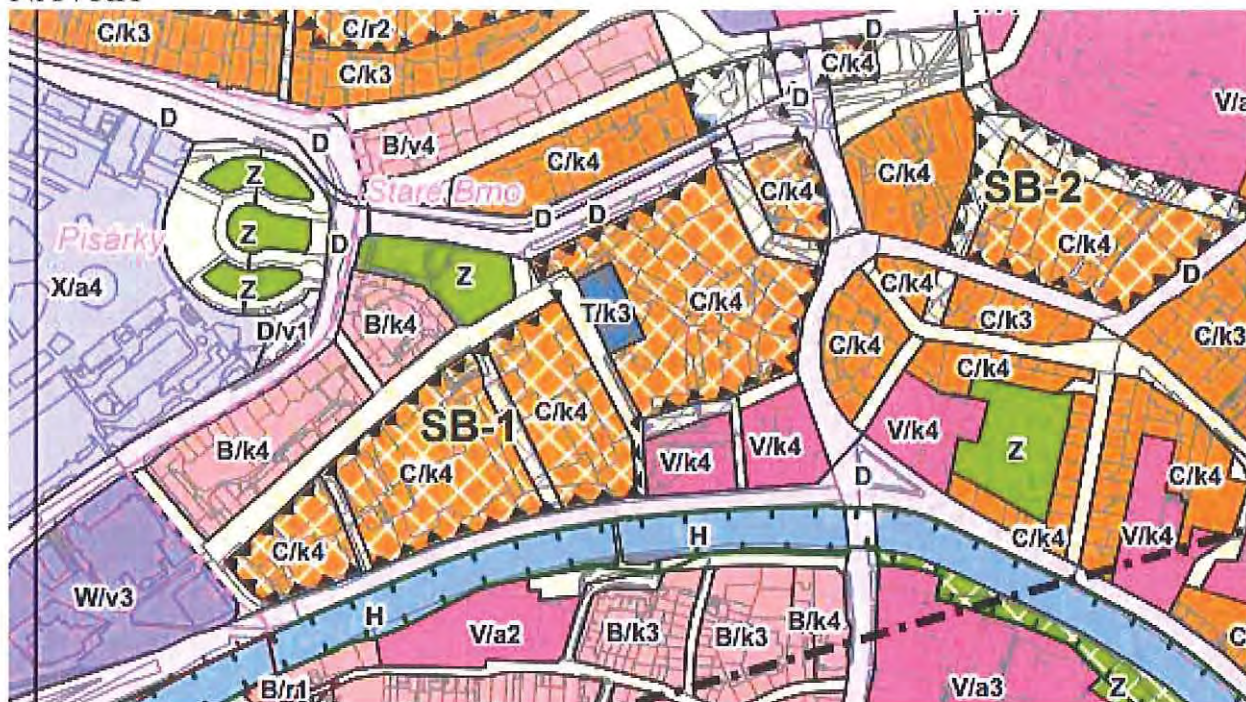 C/k3
C/r2
D
C/k3
C/k4
V/a
D
D
D
B/v4
C/k4
C/k4
Z
Staré Brno
C/k4
SB-2
C/k4
D
D
Z
D
Pisárky
Z
C/k4
D
X/a4
Z
C/k4
T/k3
D/v1
B/k4
C/k3
C/k4
C/k3
C/k4
C/k4
SB-1
V/k4
B/k4
C/k4
V/k4
V/k4
Z
C/k4
D
C/k4
C/k4
V/k4
H
W/v3
H
V/a2
B/k3
B/k3
B/k4
C
B/r1
V/a3
Z